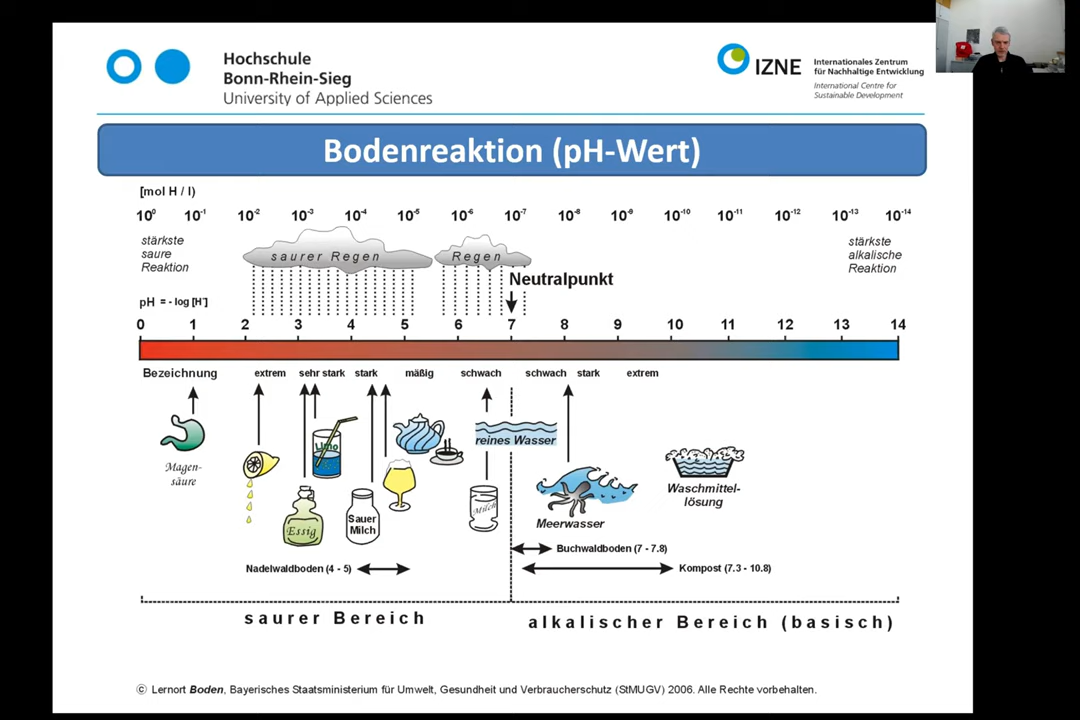 Hochschule
Bonn-Rhein-Sieg
University of Applied Sciences
IZNE
Internationales Zentrum
für Nachhaltige Entwicklung
International Centre for
Sustainable Development
Bodenreaktion (pH-Wert)
[mol H / l)
10⁰ 10⁻¹ 10⁻² 10⁻³ 10⁻⁴ 10⁻⁵ 10⁻⁶ 10⁻⁷ 10⁻⁸ 10⁻⁹ 10⁻¹⁰ 10⁻¹¹ 10⁻¹² 10⁻¹³ 10⁻¹⁴
stärkste
saure
Reaktion
saurer Regen
Regen
stärkste
alkalische
Reaktion
Neutralpunkt
pH = - log [H⁺]
0 1 2 3 4 5 6 7 8 9 10 11 12 13 14
Bezeichnung extrem sehr stark stark mäßig schwach schwach stark extrem
Magen-
säure
Limo
Essig
Sauer
Milch
reines Wasser
Milch
Meerwasser
Waschmittel-
lösung
Buchwaldboden (7 - 7.8)
Nadelwaldboden (4 - 5)
Kompost (7.3 - 10.8)
saurer Bereich
alkalischer Bereich (basisch)
© Lernort Boden, Bayerisches Staatsministerium für Umwelt, Gesundheit und Verbraucherschutz (StMUGV) 2006. Alle Rechte vorbehalten.